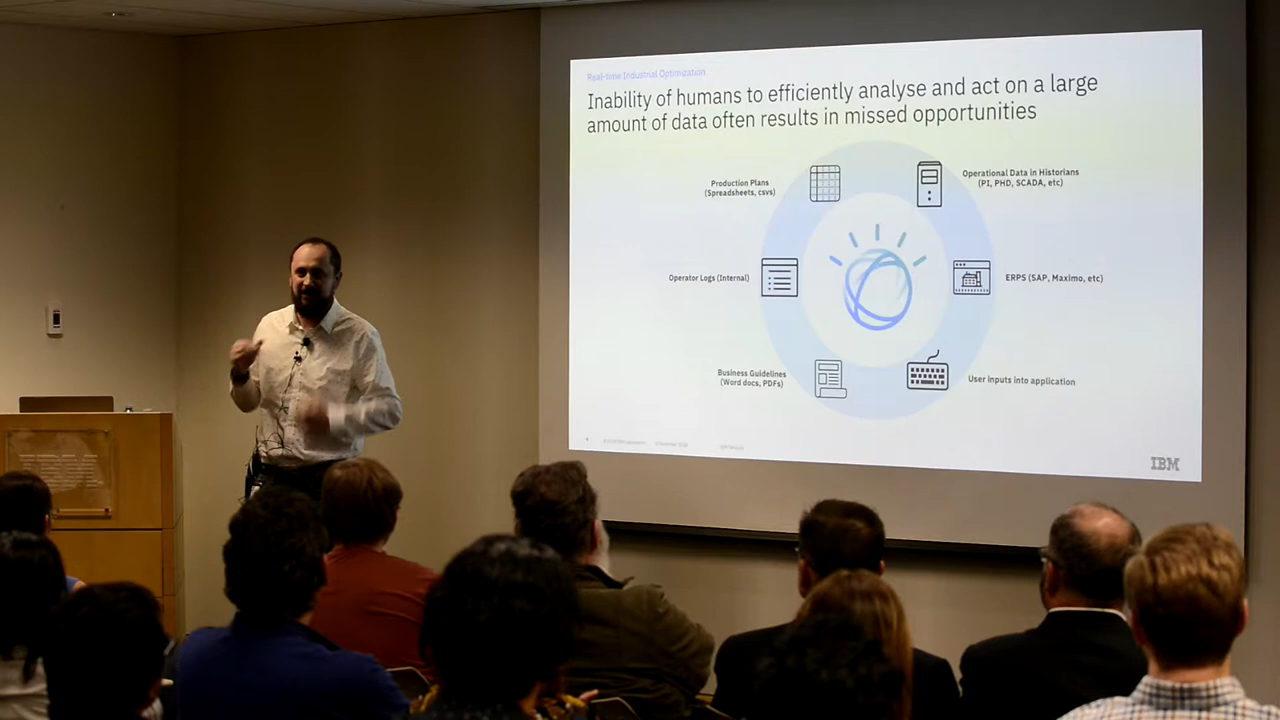 Real-time Industrial Optimization
Inability of humans to efficiently analyse and act on a large
amount of data often results in missed opportunities
Production Plans
(Spreadsheets, csvs)
Operational Data in Historians
(PI, PHD, SCADA, etc)
Operator Logs (Internal)
ERPS (SAP, Maximo, etc)
Business Guidelines
(Word docs, PDFs)
User inputs into application
IBM